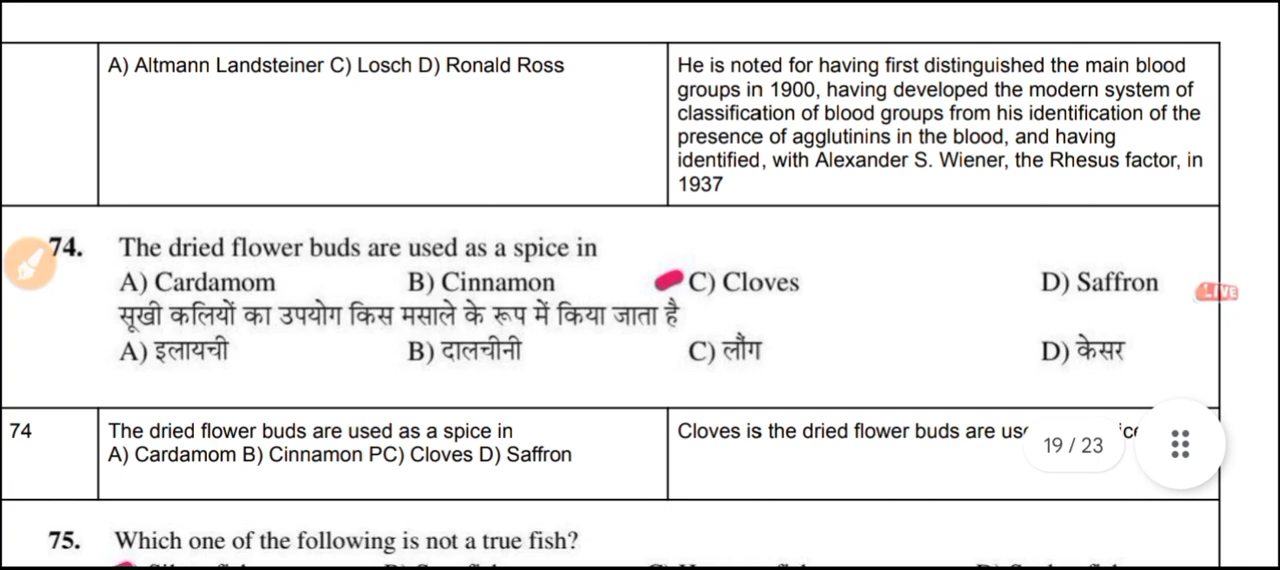 A) Altmann Landsteiner C) Losch D) Ronald Ross
He is noted for having first distinguished the main blood
groups in 1900, having developed the modern system of
classification of blood groups from his identification of the
presence of agglutinins in the blood, and having
identified, with Alexander S. Wiener, the Rhesus factor, in
1937
74. The dried flower buds are used as a spice in
A) Cardamom B) Cinnamon C) Cloves D) Saffron
LIVE
सूखी कलियों का उपयोग किस मसाले के रूप में किया जाता है
A) इलायची B) दालचीनी C) लौंग D) केसर
74
The dried flower buds are used as a spice in
A) Cardamom B) Cinnamon PC) Cloves D) Saffron
Cloves is the dried flower buds are
19 / 23
75. Which one of the following is not a true fish?